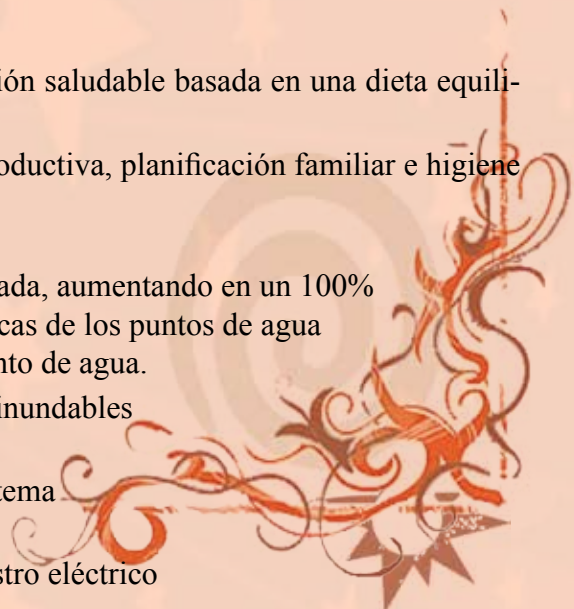 ión saludable basada en una dieta equili-
oductiva, planificación familiar e higiene
ada, aumentando en un 100%
cas de los puntos de agua
nto de agua.
inundables
tema
stro eléctrico